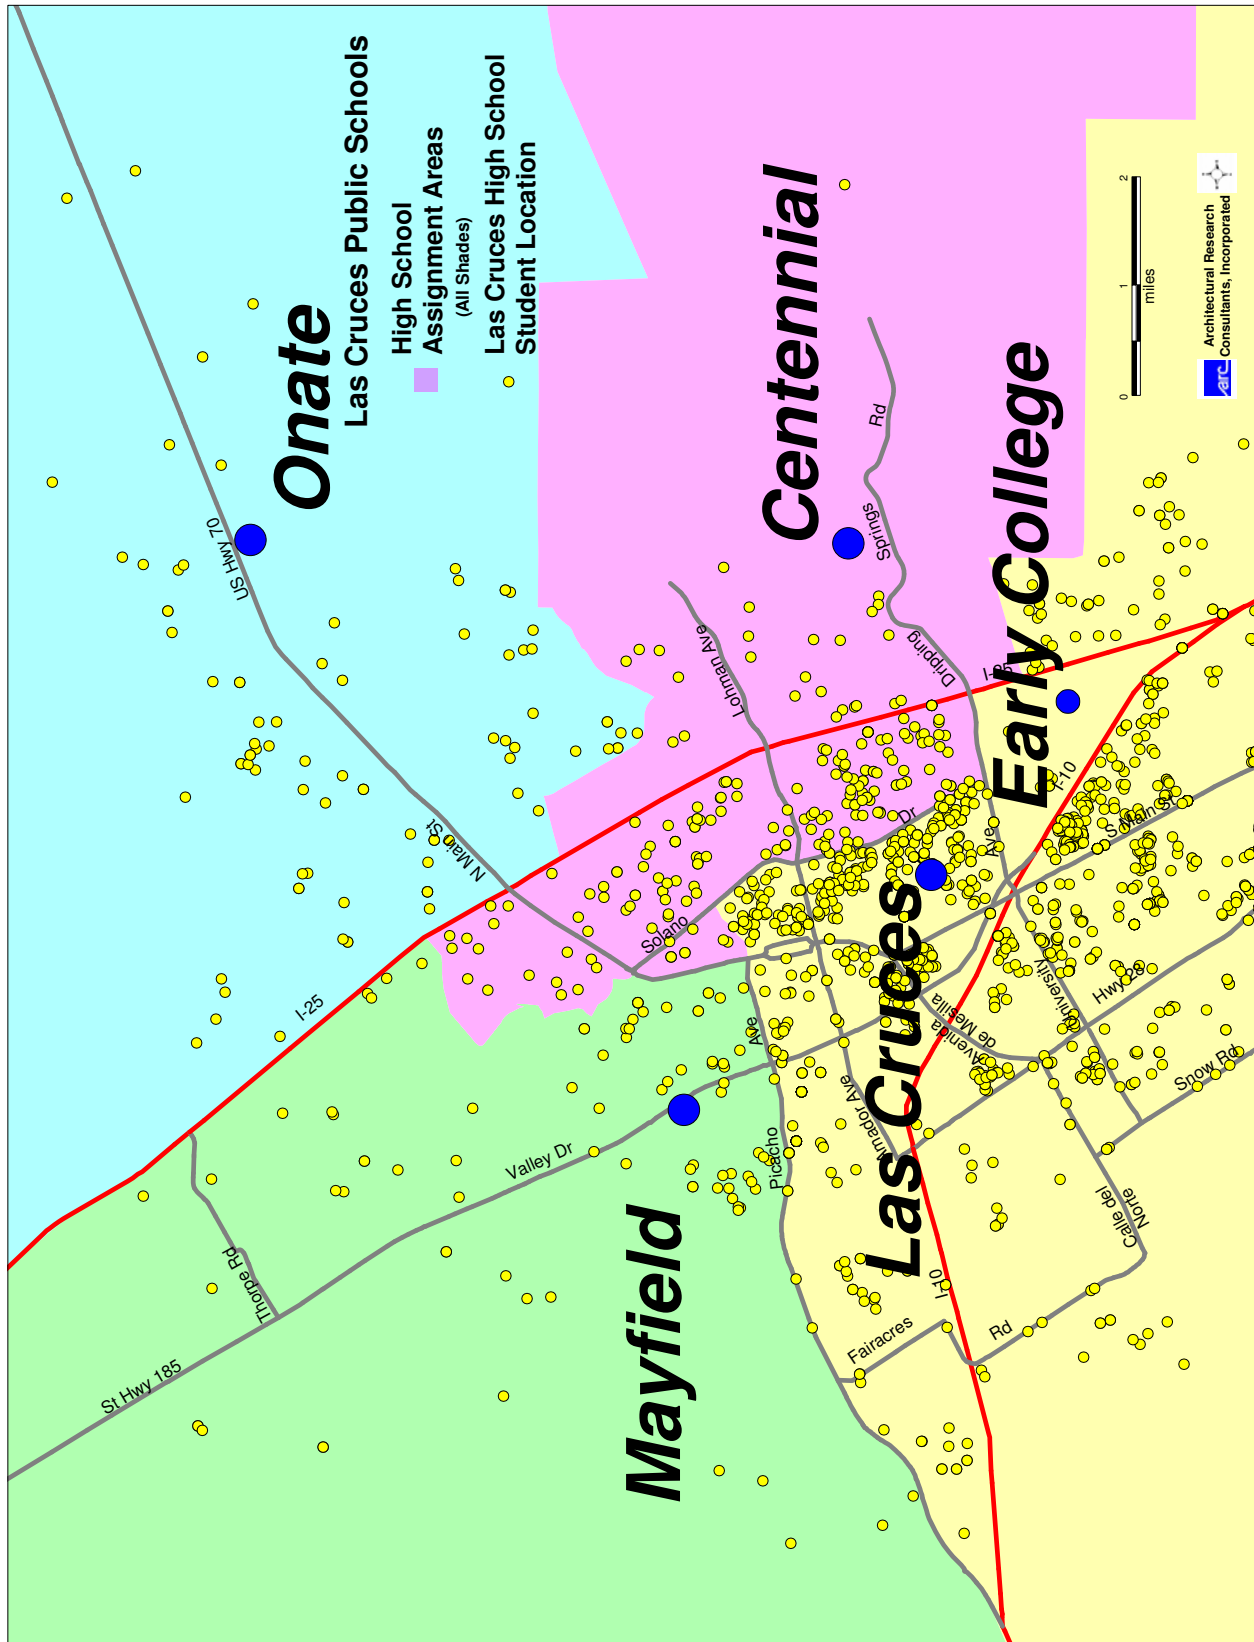 Las Cruces Public Schools
High School
Assignment Areas
(All Shades)
Las Cruces High School
Student Location
Onate
Centennial
Early College
Las Cruces
Mayfield
US Hwy 70
N Main St
I-25
Solano
Dr
Lohman Ave
Dripping
Springs
Rd
I-25
I-10
S Main St
Ave
University
Hwy 28
Snow Rd
Avenida
de Mesilla
Amador Ave
Picacho
Ave
Valley Dr
Thorpe Rd
St Hwy 185
Calle del
Norte
I-10
Fairacres
Rd
0
1
2
miles
arc
Architectural Research
Consultants, Incorporated